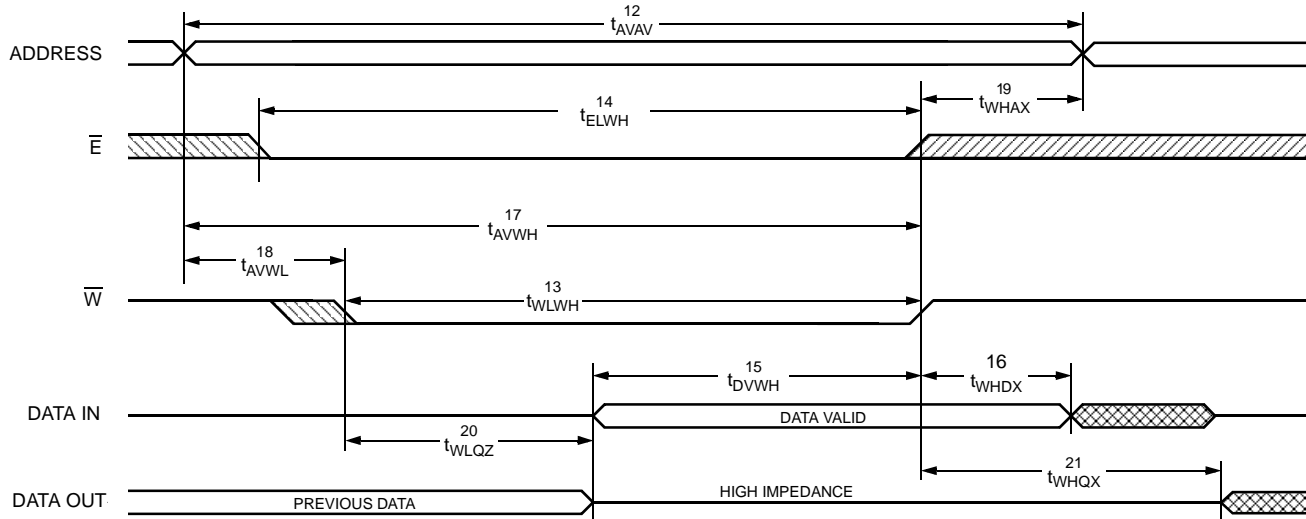 12
tAVAV
ADDRESS
19
tWHAX
14
tELWH
E
17
tAVWH
18
tAVWL
W
13
tWLWH
15
tDVWH
16
tWHDX
DATA IN
DATA VALID
20
tWLQZ
21
tWHQX
DATA OUT
PREVIOUS DATA
HIGH IMPEDANCE